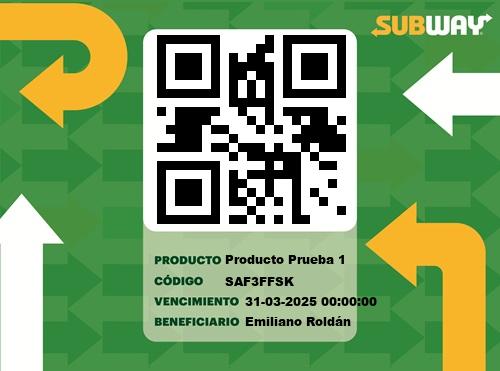 SUBWAY
PRODUCTO Producto Prueba 1
CÓDIGO SAF3FFSK
VENCIMIENTO 31-03-2025 00:00:00
BENEFICIARIO Emiliano Roldán